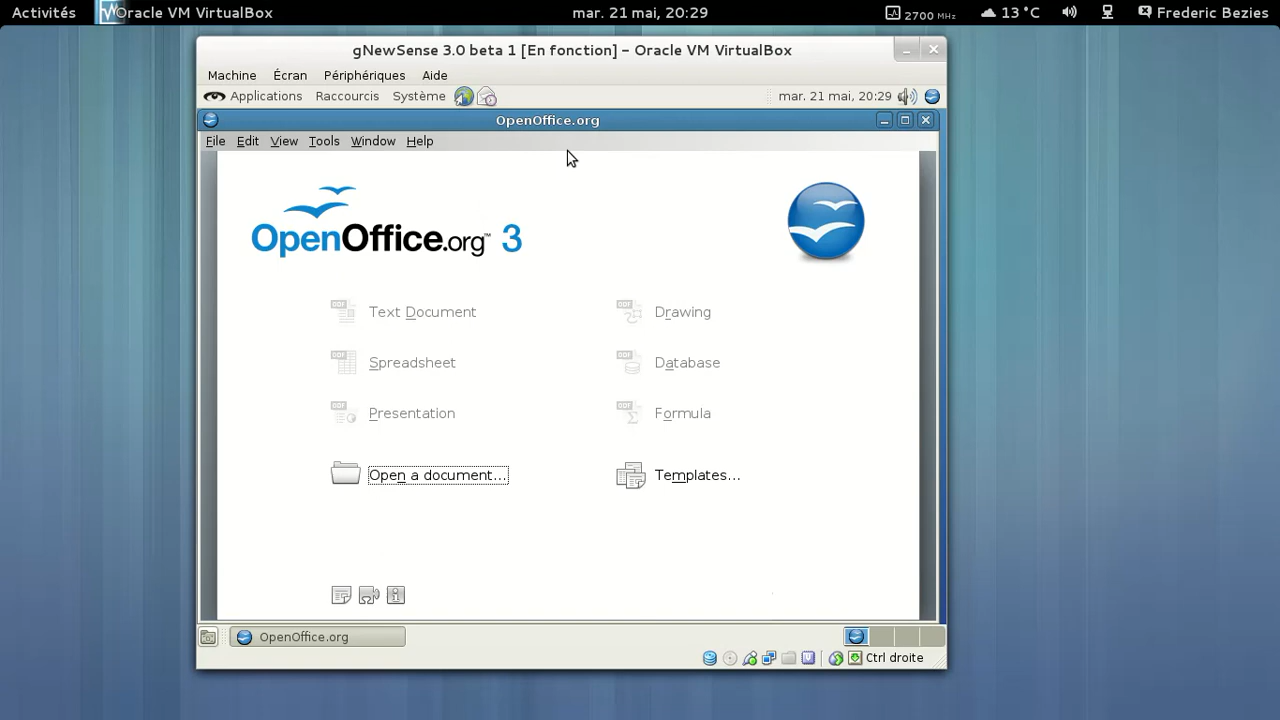 Activités Oracle VM VirtualBox mar. 21 mai, 20:29 2700 MHz 13 °C Frederic Bezies
gNewSense 3.0 beta 1 [En fonction] – Oracle VM VirtualBox
Machine Écran Périphériques Aide
Applications Raccourcis Système mar. 21 mai, 20:29
OpenOffice.org
File Edit View Tools Window Help
OpenOffice.org™ 3
Text Document Drawing
Spreadsheet Database
Presentation Formula
Open a document... Templates...
OpenOffice.org
Ctrl droite